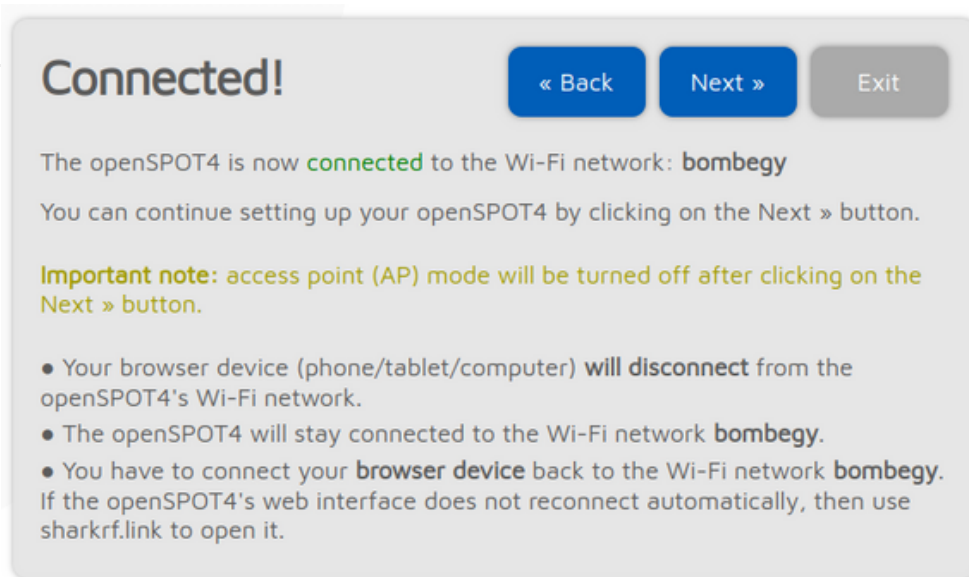 Connected!
« Back
Next »
Exit
The openSPOT4 is now connected to the Wi-Fi network: bombegy
You can continue setting up your openSPOT4 by clicking on the Next » button.
Important note: access point (AP) mode will be turned off after clicking on the
Next » button.
● Your browser device (phone/tablet/computer) will disconnect from the
openSPOT4's Wi-Fi network.
● The openSPOT4 will stay connected to the Wi-Fi network bombegy.
● You have to connect your browser device back to the Wi-Fi network bombegy.
If the openSPOT4's web interface does not reconnect automatically, then use
sharkrf.link to open it.